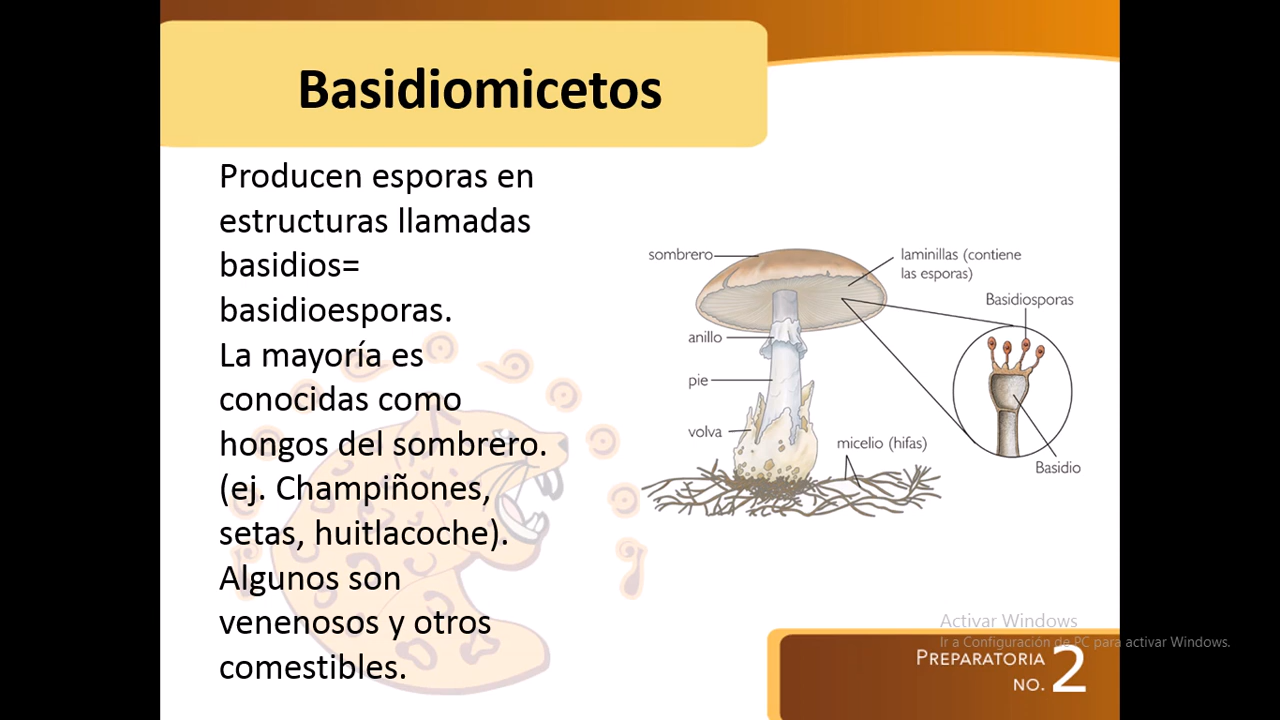 Basidiomicetos
Producen esporas en
estructuras llamadas
basidios=
basidioesporas.
La mayoría es
conocidas como
hongos del sombrero.
(ej. Champiñones,
setas, huitlacoche).
Algunos son
venenosos y otros
comestibles.
sombrero
laminillas (contiene
las esporas)
Basidiosporas
anillo
pie
volva
micelio (hifas)
Basidio
Activar Windows
Ir a Configuración de PC para activar Windows.
PREPARATORIA
NO. 2